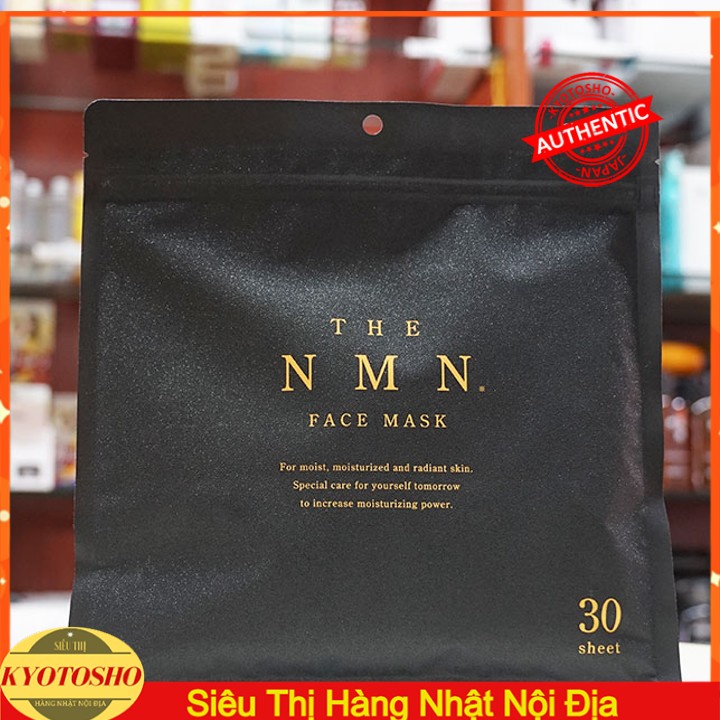 KYOTOSHO
AUTHENTIC
JAPAN
THE
NMN
FACE MASK
For moist, moisturized and radiant skin.
Special care for yourself tomorrow
to increase moisturizing power.
30
sheet
SIÊU THỊ
KYOTOSHO
HÀNG NHẬT NỘI ĐỊA
Siêu Thị Hàng Nhật Nội Địa